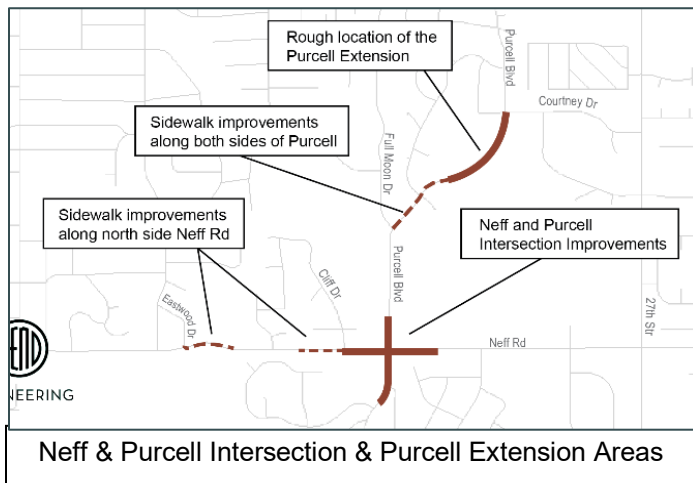 Rough location of the
Purcell Extension
Purcell Blvd
Courtney Dr
Sidewalk improvements
along both sides of Purcell
Full Moon Dr
Sidewalk improvements
along north side Neff Rd
Neff and Purcell
Intersection Improvements
Purcell Blvd
Cliff Dr
Eastwood Dr
27th Str
Neff Rd
END
NEERING
Neff & Purcell Intersection & Purcell Extension Areas